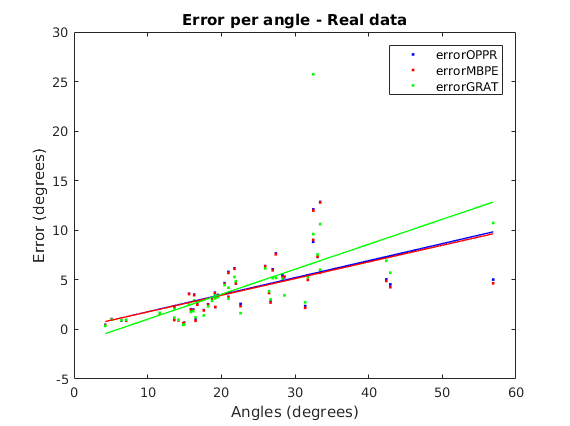 Error per angle - Real data
30
25
20
15
10
5
0
-5
Error (degrees)
errorOPPR
errorMBPE
errorGRAT
0 10 20 30 40 50 60
Angles (degrees)